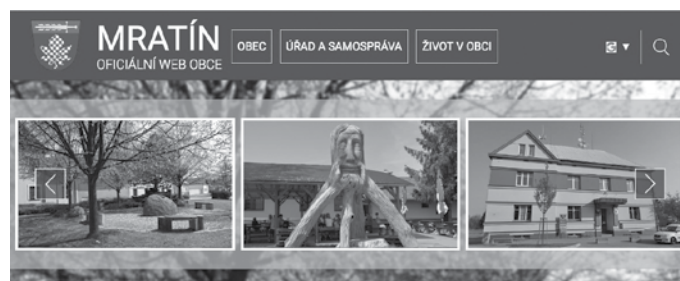 MRATÍN
OFICIÁLNÍ WEB OBCE
OBEC
ÚŘAD A SAMOSPRÁVA
ŽIVOT V OBCI